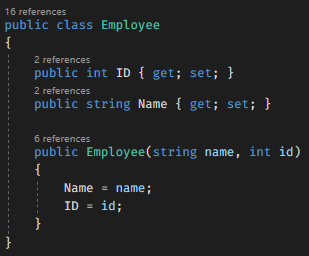 16 references
public class Employee
{
2 references
public int ID { get; set; }
2 references
public string Name { get; set; }
6 references
public Employee(string name, int id)
{
Name = name;
ID = id;
}
}